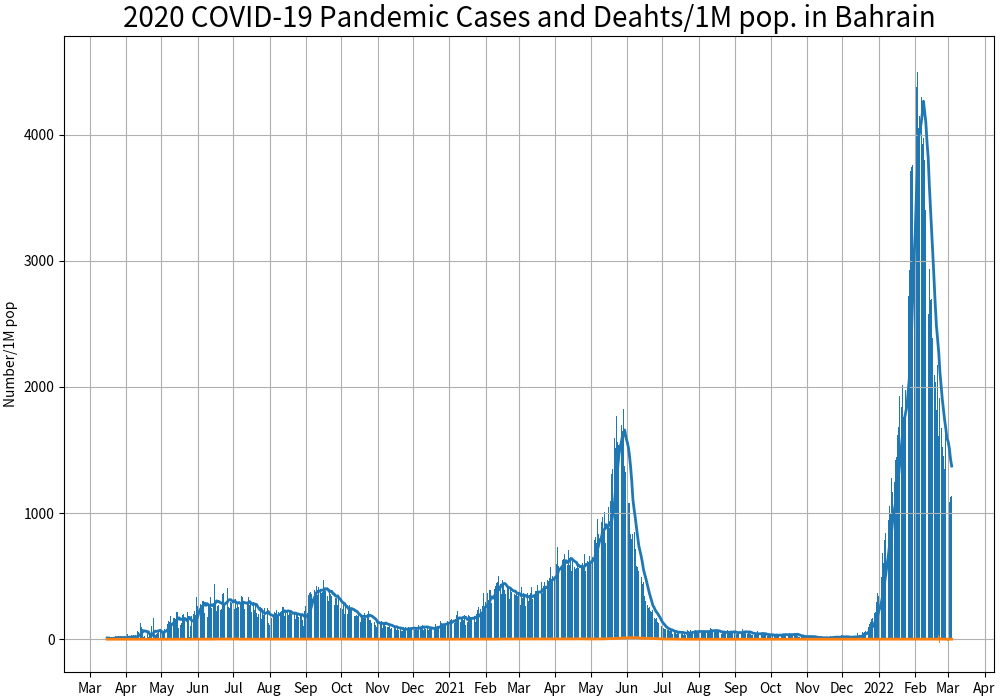 2020 COVID-19 Pandemic Cases and Deahts/1M pop. in Bahrain
Number/1M pop
4000
3000
2000
1000
0
Mar Apr May Jun Jul Aug Sep Oct Nov Dec 2021 Feb Mar Apr May Jun Jul Aug Sep Oct Nov Dec 2022 Feb Mar Apr